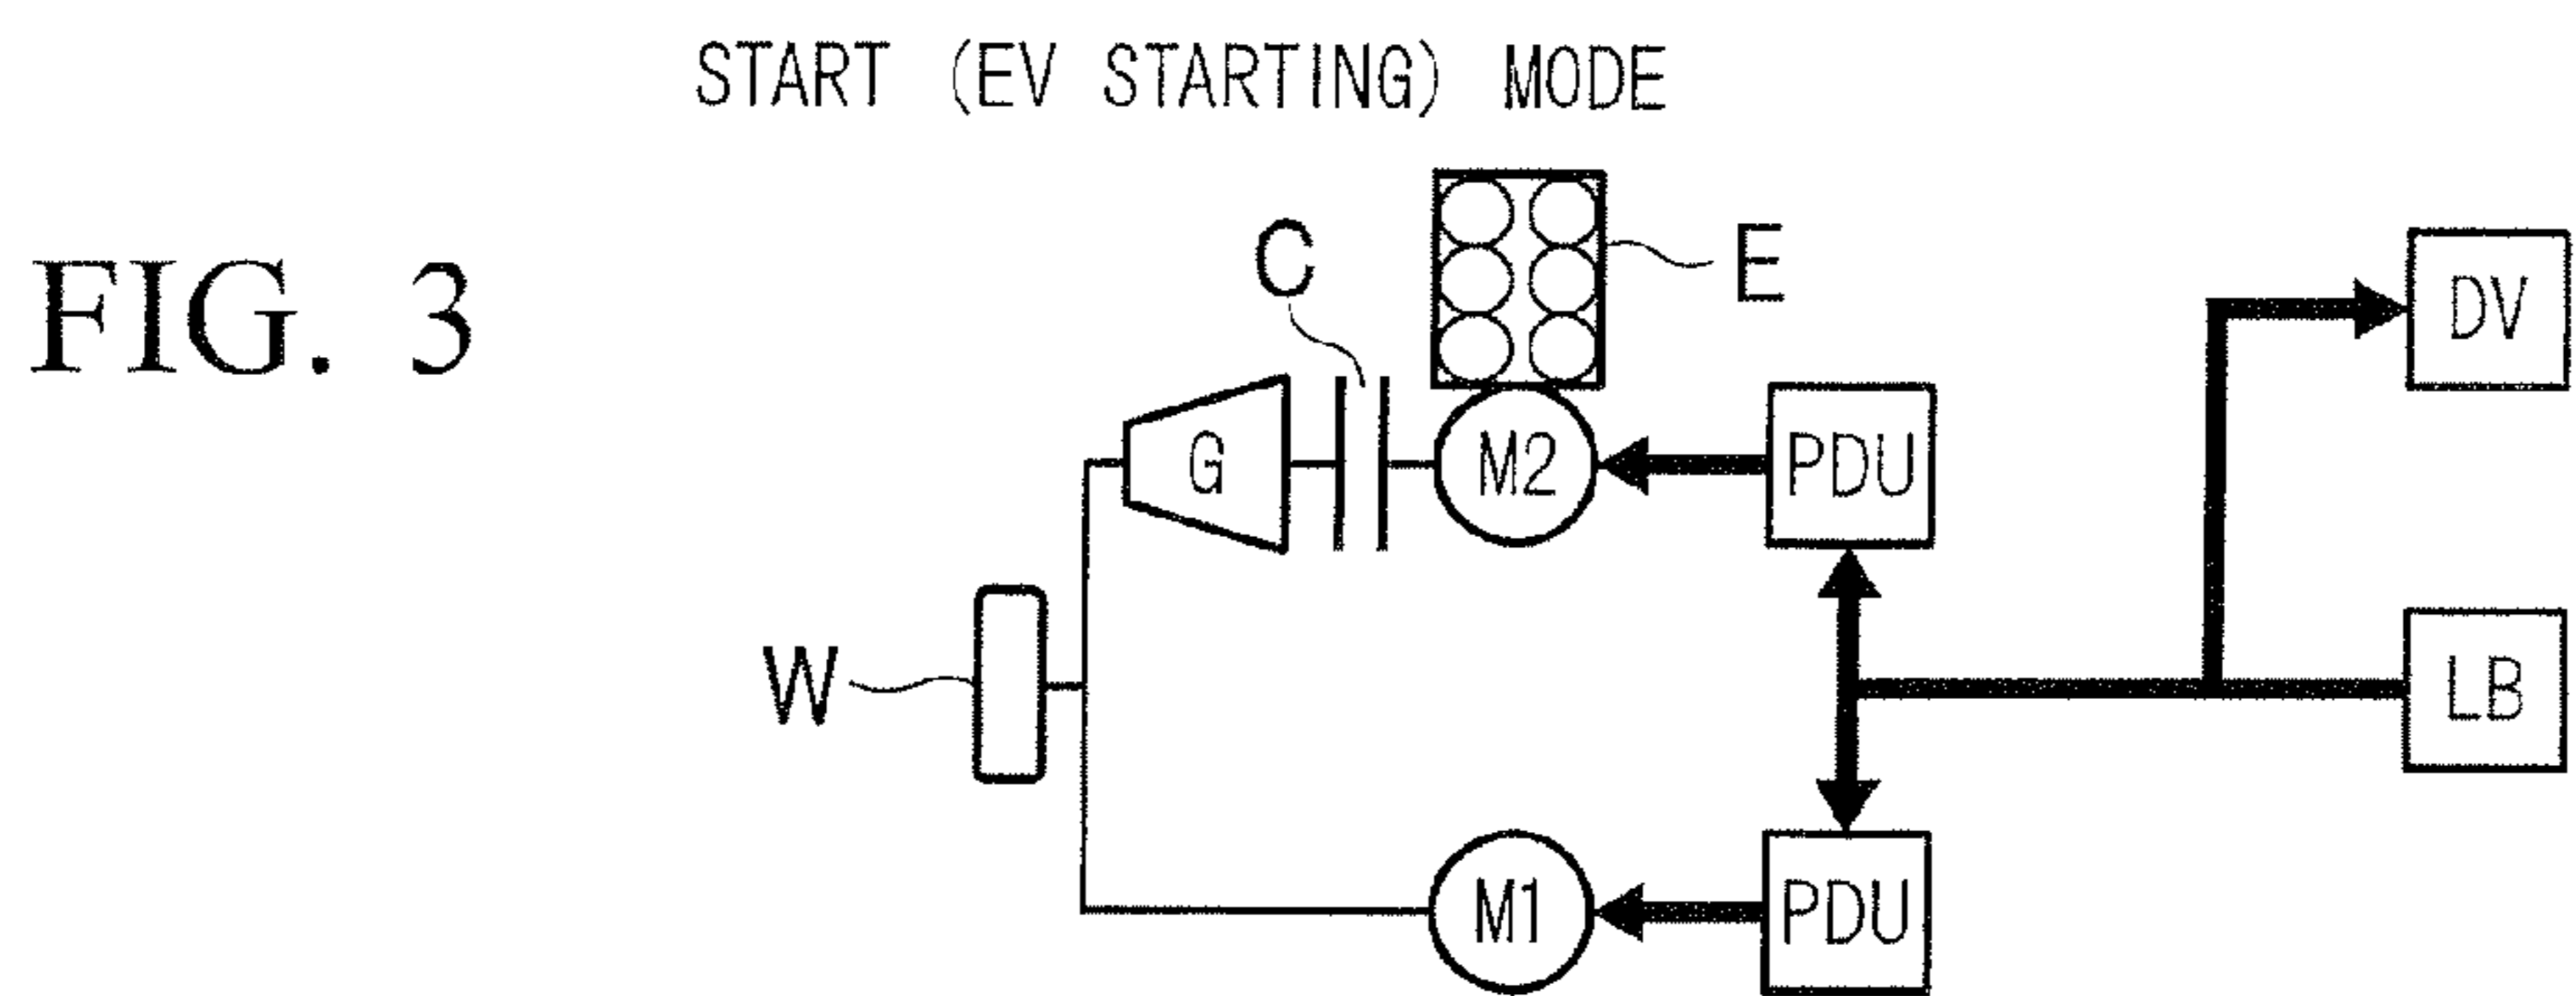 START (EV STARTING) MODE
FIG. 3
C
E
DV
G
M2
PDU
W
LB
M1
PDU